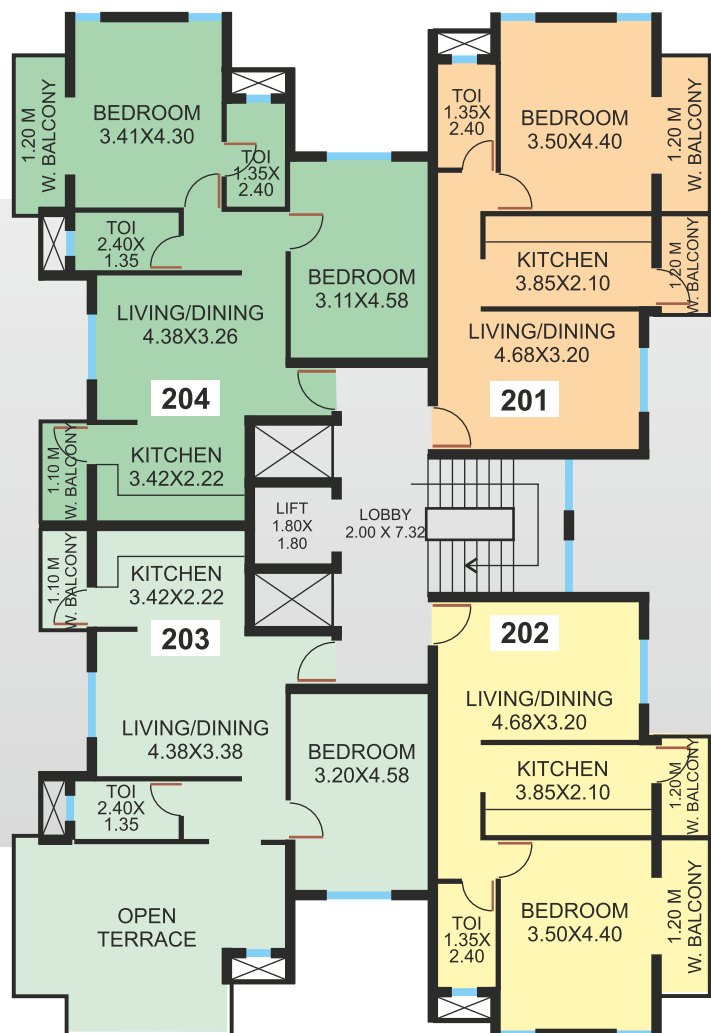 1.20 M
W. BALCONY
BEDROOM
3.41X4.30
TOI
1.35X
2.40
TOI
2.40X
1.35
BEDROOM
3.11X4.58
LIVING/DINING
4.38X3.26
204
1.10 M
W. BALCONY
KITCHEN
3.42X2.22
TOI
1.35X
2.40
BEDROOM
3.50X4.40
1.20 M
W. BALCONY
KITCHEN
3.85X2.10
1.20 M
W. BALCONY
LIVING/DINING
4.68X3.20
201
LIFT
1.80X
1.80
LOBBY
2.00 X 7.32
1.10 M
W. BALCONY
KITCHEN
3.42X2.22
203
LIVING/DINING
4.38X3.38
BEDROOM
3.20X4.58
TOI
2.40X
1.35
OPEN
TERRACE
202
LIVING/DINING
4.68X3.20
KITCHEN
3.85X2.10
1.20 M
W. BALCONY
BEDROOM
3.50X4.40
TOI
1.35X
2.40
1.20 M
W. BALCONY